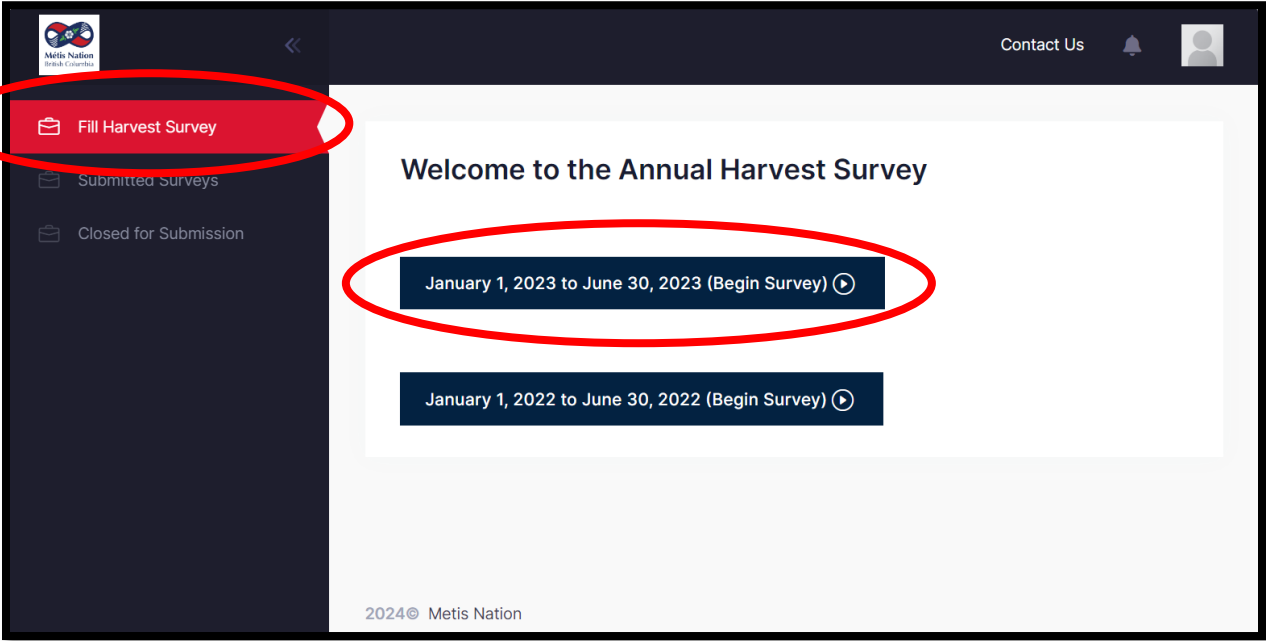 Métis Nation
British Columbia
Contact Us
Fill Harvest Survey
Submitted Surveys
Closed for Submission
Welcome to the Annual Harvest Survey
January 1, 2023 to June 30, 2023 (Begin Survey)
January 1, 2022 to June 30, 2022 (Begin Survey)
2024© Metis Nation